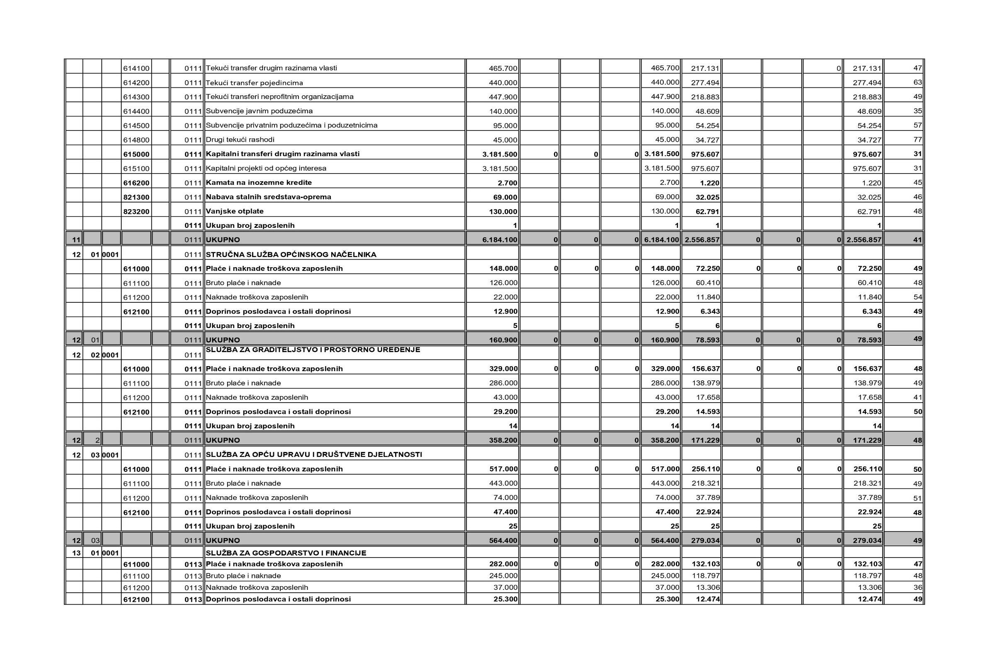 614100 0111 Tekući transfer drugim razinama vlasti 465.700 465.700 217.131 0 217.131 47
614200 0111 Tekući transfer pojedincima 440.000 440.000 277.494 277.494 63
614300 0111 Tekući transferi neprofitnim organizacijama 447.900 447.900 218.883 218.883 49
614400 0111 Subvencije javnim poduzećima 140.000 140.000 48.609 48.609 35
614500 0111 Subvencije privatnim poduzećima i poduzetnicima 95.000 95.000 54.254 54.254 57
614800 0111 Drugi tekući rashodi 45.000 45.000 34.727 34.727 77
615000 0111 Kapitalni transferi drugim razinama vlasti 3.181.500 0 0 0 3.181.500 975.607 975.607 31
615100 0111 Kapitalni projekti od općeg interesa 3.181.500 3.181.500 975.607 975.607 31
616200 0111 Kamata na inozemne kredite 2.700 2.700 1.220 1.220 45
821300 0111 Nabava stalnih sredstava-oprema 69.000 69.000 32.025 32.025 46
823200 0111 Vanjske otplate 130.000 130.000 62.791 62.791 48
0111 Ukupan broj zaposlenih 1 1 1 1
11 0111 UKUPNO 6.184.100 0 0 0 6.184.100 2.556.857 0 0 0 2.556.857 41
12 01 0001 0111 STRUČNA SLUŽBA OPĆINSKOG NAČELNIKA
611000 0111 Plaće i naknade troškova zaposlenih 148.000 0 0 0 148.000 72.250 0 0 0 72.250 49
611100 0111 Bruto plaće i naknade 126.000 126.000 60.410 60.410 48
611200 0111 Naknade troškova zaposlenih 22.000 22.000 11.840 11.840 54
612100 0111 Doprinos poslodavca i ostali doprinosi 12.900 12.900 6.343 6.343 49
0111 Ukupan broj zaposlenih 5 5 6 6
12 01 0111 UKUPNO 160.900 0 0 0 160.900 78.593 0 0 0 78.593 49
12 02 0001 0111 SLUŽBA ZA GRADITELJSTVO I PROSTORNO UREĐENJE
611000 0111 Plaće i naknade troškova zaposlenih 329.000 0 0 0 329.000 156.637 0 0 0 156.637 48
611100 0111 Bruto plaće i naknade 286.000 286.000 138.979 138.979 49
611200 0111 Naknade troškova zaposlenih 43.000 43.000 17.658 17.658 41
612100 0111 Doprinos poslodavca i ostali doprinosi 29.200 29.200 14.593 14.593 50
0111 Ukupan broj zaposlenih 14 14 14 14
12 2 0111 UKUPNO 358.200 0 0 0 358.200 171.229 0 0 0 171.229 48
12 03 0001 0111 SLUŽBA ZA OPĆU UPRAVU I DRUŠTVENE DJELATNOSTI
611000 0111 Plaće i naknade troškova zaposlenih 517.000 0 0 0 517.000 256.110 0 0 0 256.110 50
611100 0111 Bruto plaće i naknade 443.000 443.000 218.321 218.321 49
611200 0111 Naknade troškova zaposlenih 74.000 74.000 37.789 37.789 51
612100 0111 Doprinos poslodavca i ostali doprinosi 47.400 47.400 22.924 22.924 48
0111 Ukupan broj zaposlenih 25 25 25 25
12 03 0111 UKUPNO 564.400 0 0 0 564.400 279.034 0 0 0 279.034 49
13 01 0001 SLUŽBA ZA GOSPODARSTVO I FINANCIJE
611000 0113 Plaće i naknade troškova zaposlenih 282.000 0 0 0 282.000 132.103 0 0 0 132.103 47
611100 0113 Bruto plaće i naknade 245.000 245.000 118.797 118.797 48
611200 0113 Naknade troškova zaposlenih 37.000 37.000 13.306 13.306 36
612100 0113 Doprinos poslodavca i ostali doprinosi 25.300 25.300 12.474 12.474 49